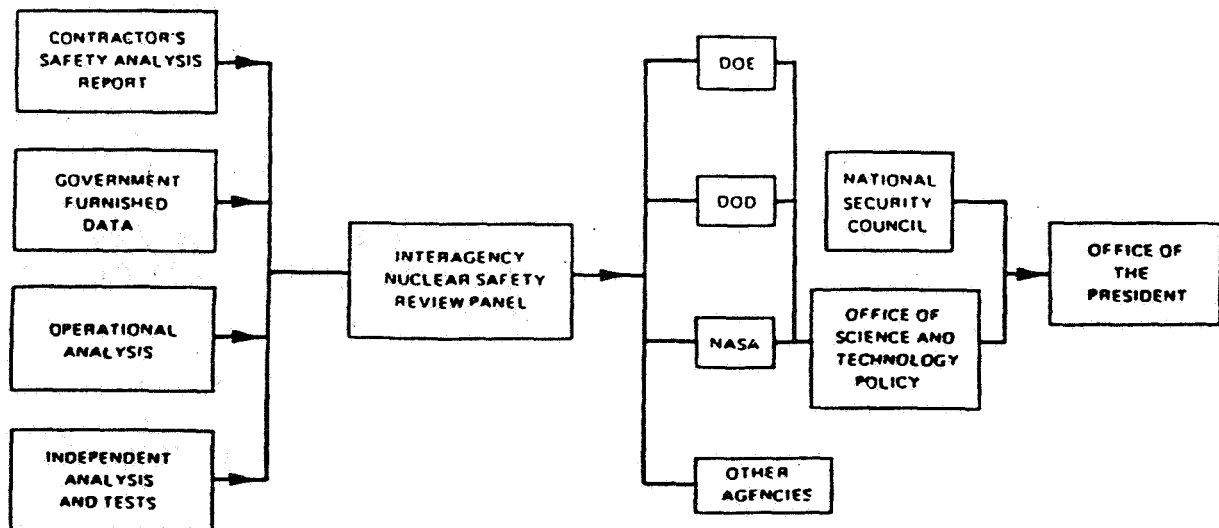 CONTRACTOR'S
SAFETY ANALYSIS
REPORT
GOVERNMENT
FURNISHED
DATA
OPERATIONAL
ANALYSIS
INDEPENDENT
ANALYSIS
AND TESTS
INTERAGENCY
NUCLEAR SAFETY
REVIEW PANEL
DOE
DOD
NASA
OTHER
AGENCIES
NATIONAL
SECURITY
COUNCIL
OFFICE OF
SCIENCE AND
TECHNOLOGY
POLICY
OFFICE OF
THE
PRESIDENT